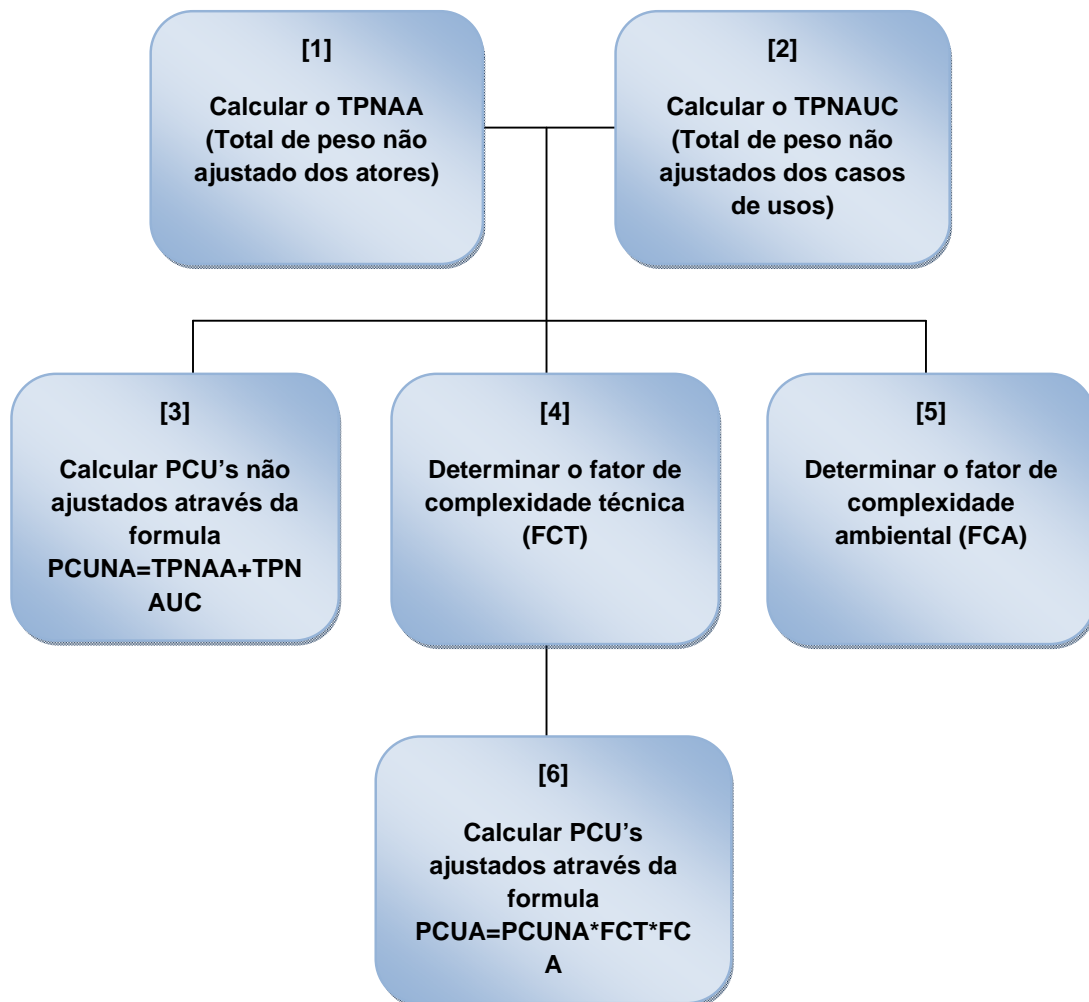 [1]
Calcular o TPNAA
(Total de peso não
ajustado dos atores)
[2]
Calcular o TPNAUC
(Total de peso não
ajustados dos casos
de usos)
[3]
Calcular PCU's não
ajustados através da
formula
PCUNA=TPNAA+TPN
AUC
[4]
Determinar o fator de
complexidade técnica
(FCT)
[5]
Determinar o fator de
complexidade
ambiental (FCA)
[6]
Calcular PCU's
ajustados através da
formula
PCUA=PCUNA*FCT*FC
A